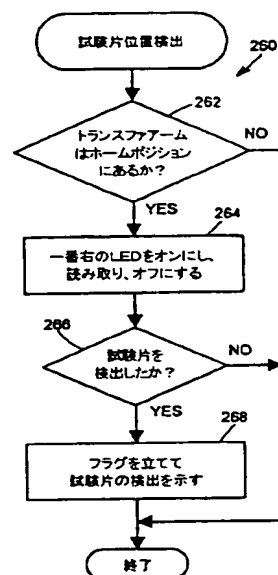 試験片位置検出
260
262
トランスファアーム
はホームポジション
にあるか?
NO
YES
264
一番右のLEDをオンにし、
読み取り、オフにする
266
試験片を
検出したか?
NO
YES
268
フラグを立てて
試験片の検出を示す
終了